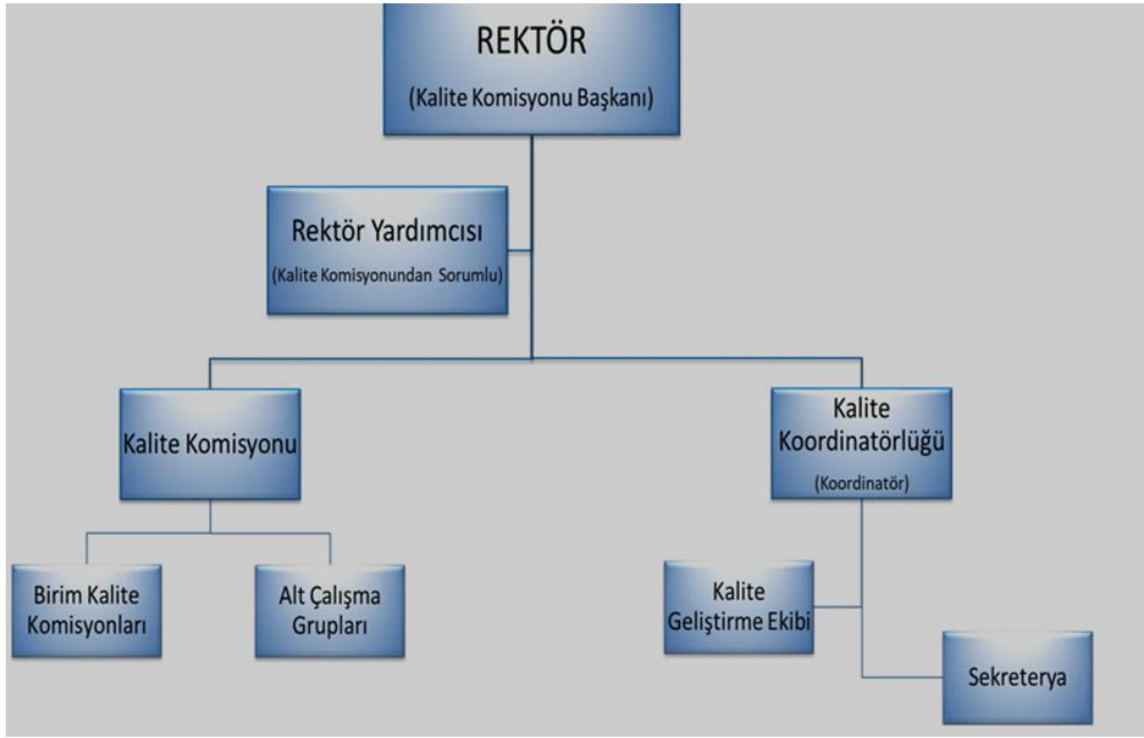 REKTÖR
(Kalite Komisyonu Başkanı)
Rektör Yardımcısı
(Kalite Komisyonundan Sorumlu)
Kalite Komisyonu
Kalite
Koordinatörlüğü
(Koordinatör)
Birim Kalite
Komisyonları
Alt Çalışma
Grupları
Kalite
Geliştirme Ekibi
Sekreterya